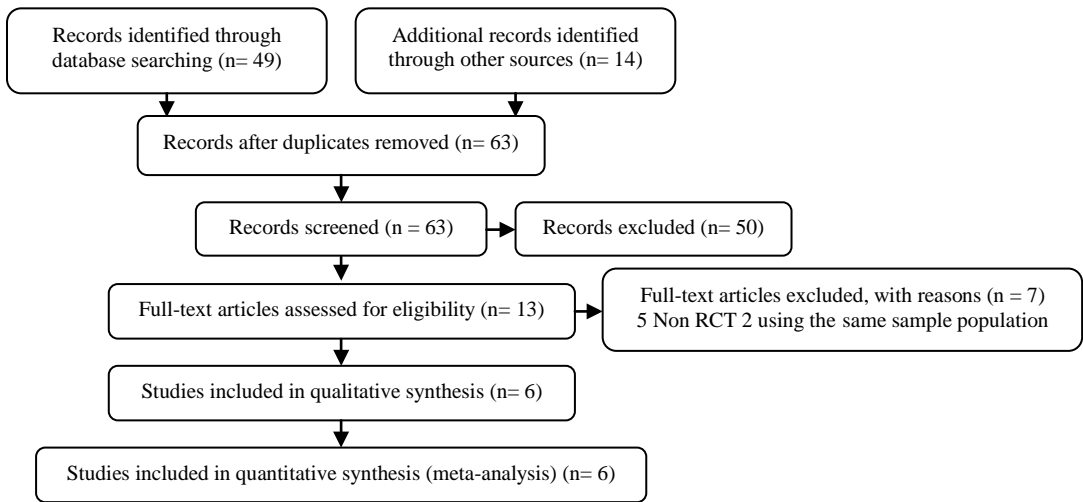 Records identified through
database searching (n= 49)
Additional records identified
through other sources (n= 14)
Records after duplicates removed (n= 63)
Records screened (n = 63)
Records excluded (n= 50)
Full-text articles assessed for eligibility (n= 13)
Full-text articles excluded, with reasons (n = 7)
5 Non RCT 2 using the same sample population
Studies included in qualitative synthesis (n= 6)
Studies included in quantitative synthesis (meta-analysis) (n= 6)